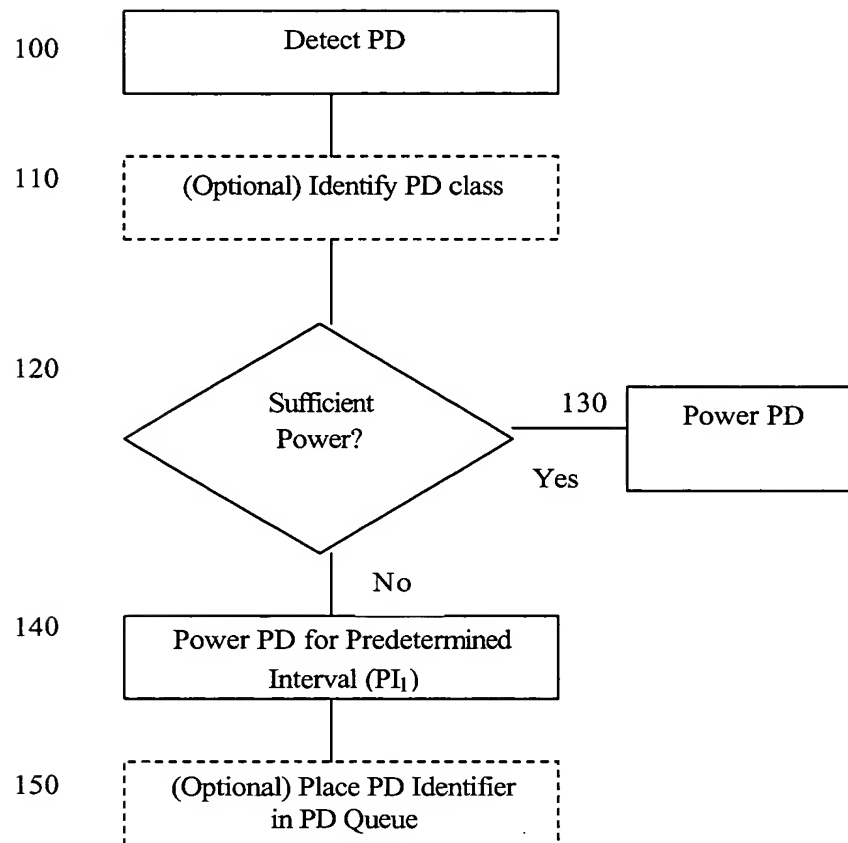 100
Detect PD
110
(Optional) Identify PD class
120
Sufficient
Power?
130
Power PD
Yes
No
140
Power PD for Predetermined
Interval (PI₁)
150
(Optional) Place PD Identifier
in PD Queue